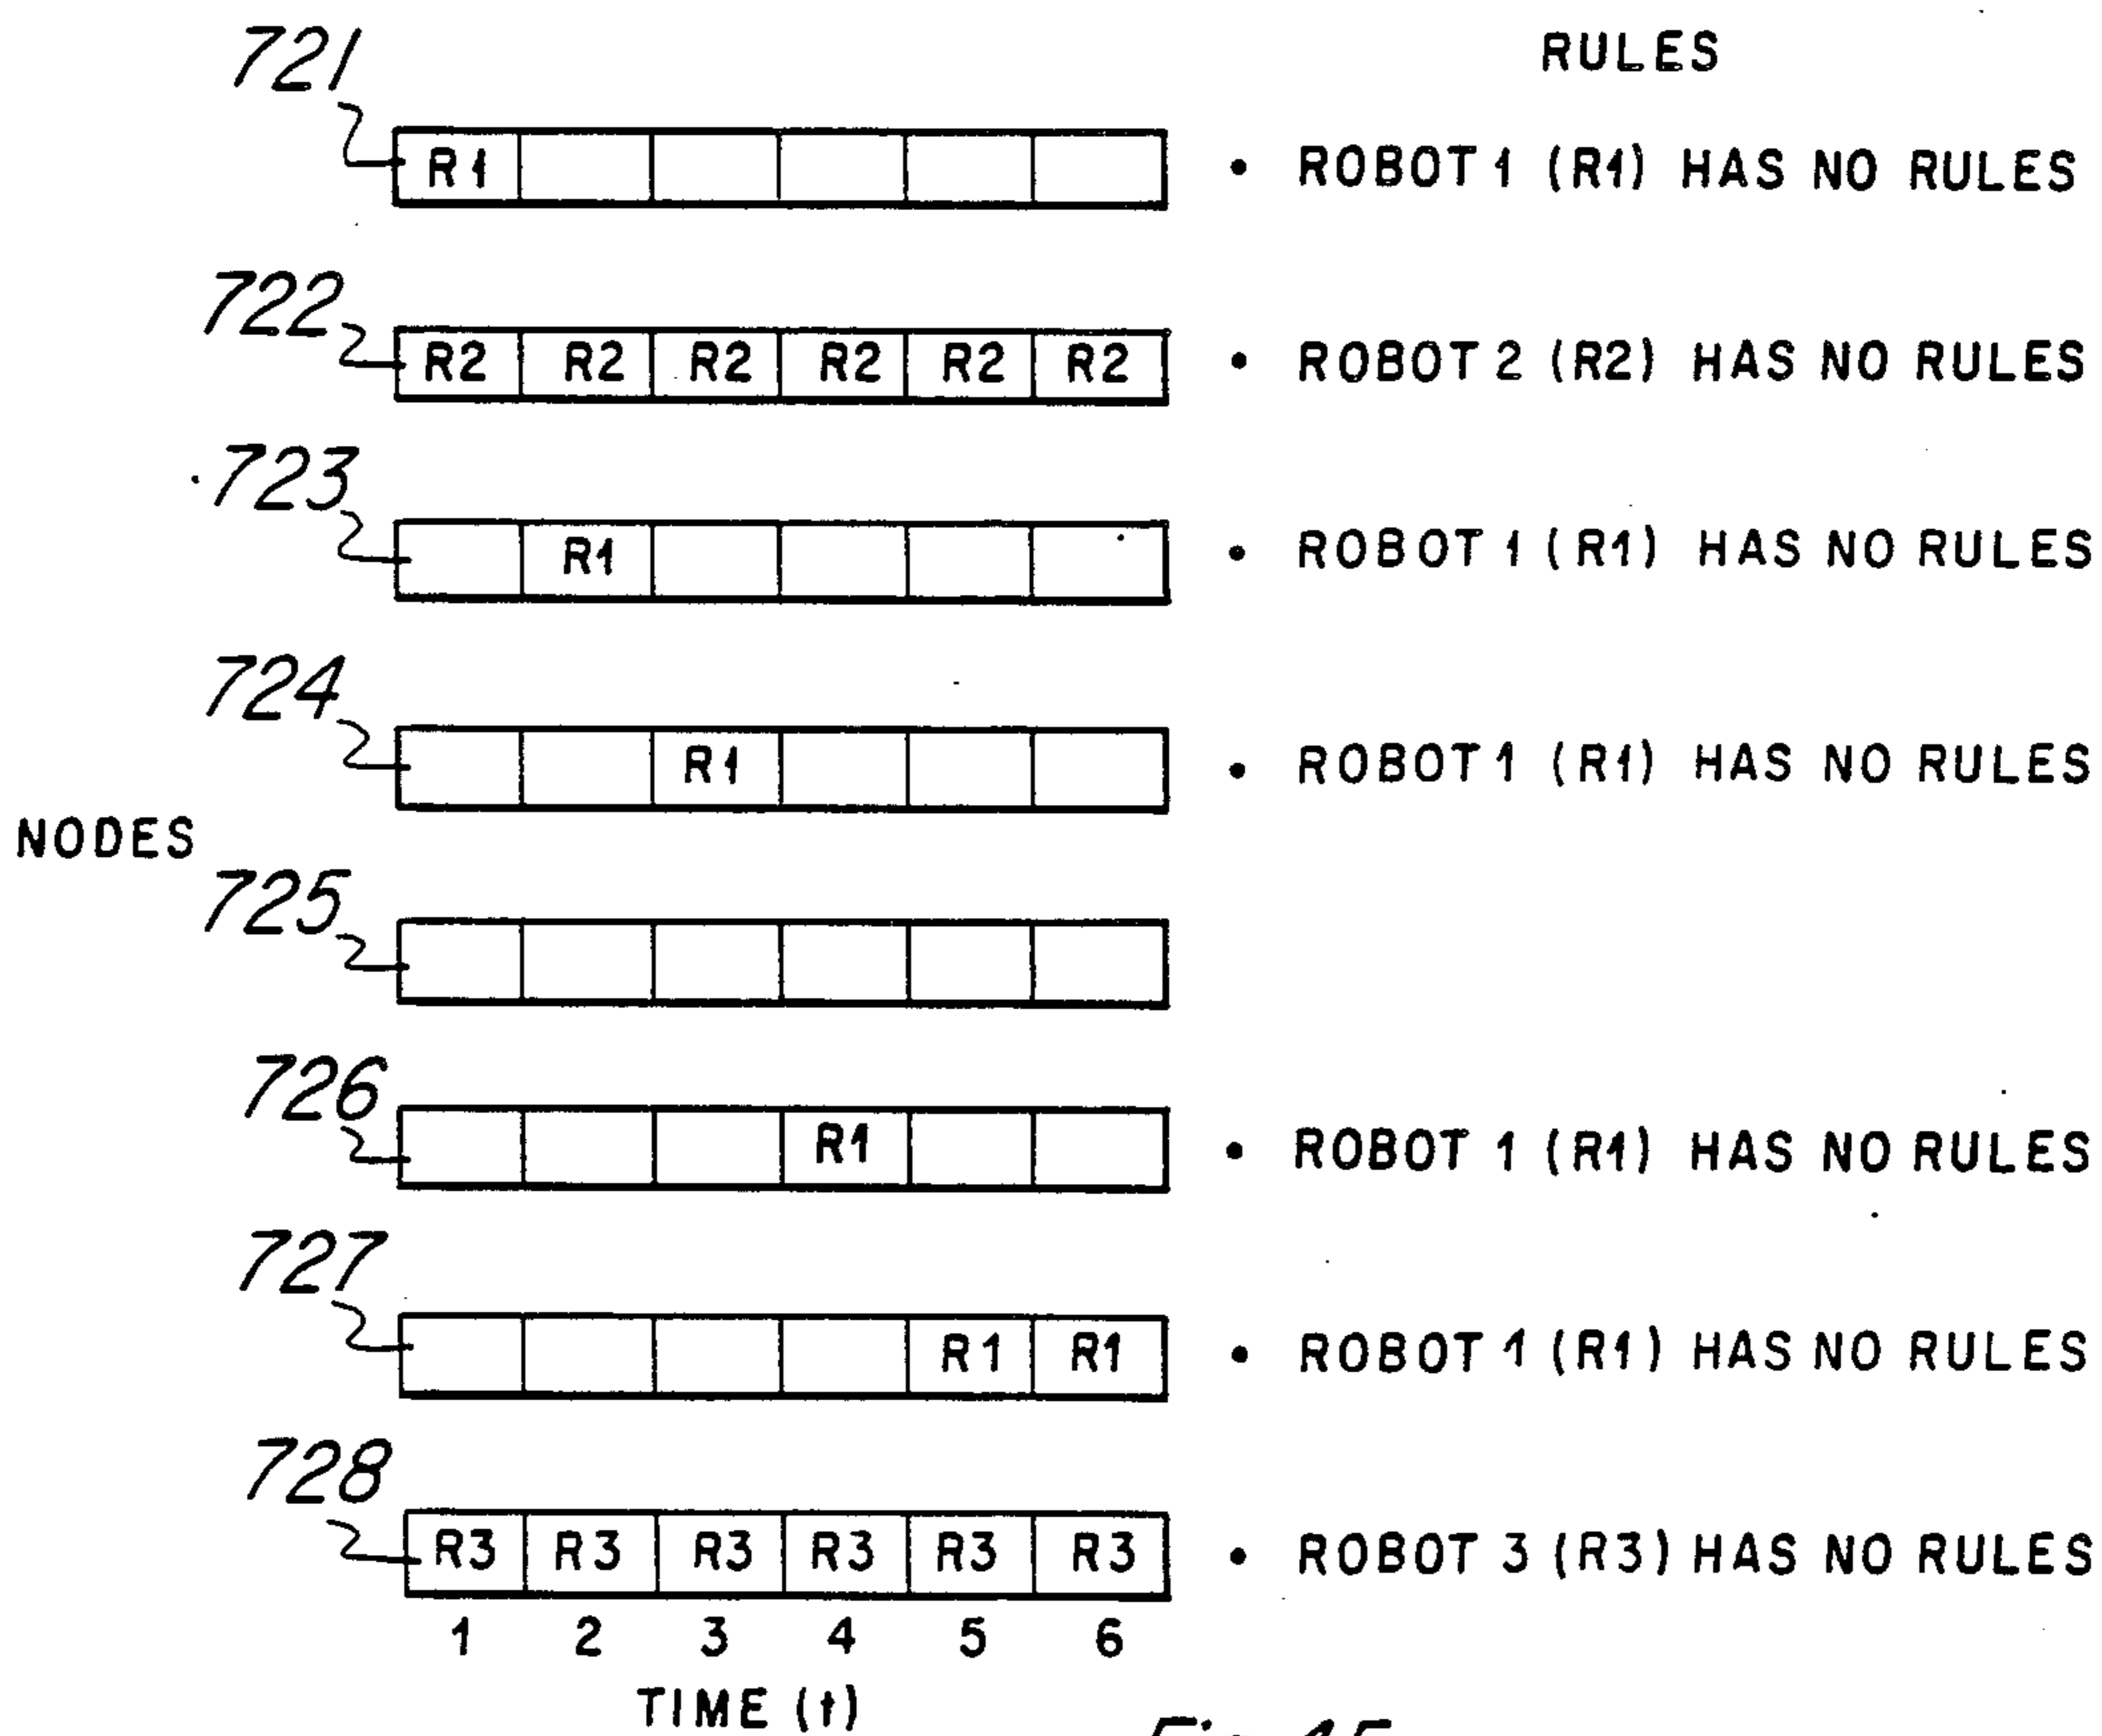 RULES
721
R1
• ROBOT 1 (R1) HAS NO RULES
722
R2 R2 R2 R2 R2 R2
• ROBOT 2 (R2) HAS NO RULES
723
R1
• ROBOT 1 (R1) HAS NO RULES
724
R1
• ROBOT 1 (R1) HAS NO RULES
NODES
725
726
R1
• ROBOT 1 (R1) HAS NO RULES
727
R1 R1
• ROBOT 1 (R1) HAS NO RULES
728
R3 R3 R3 R3 R3 R3
• ROBOT 3 (R3) HAS NO RULES
1 2 3 4 5 6
TIME (t)